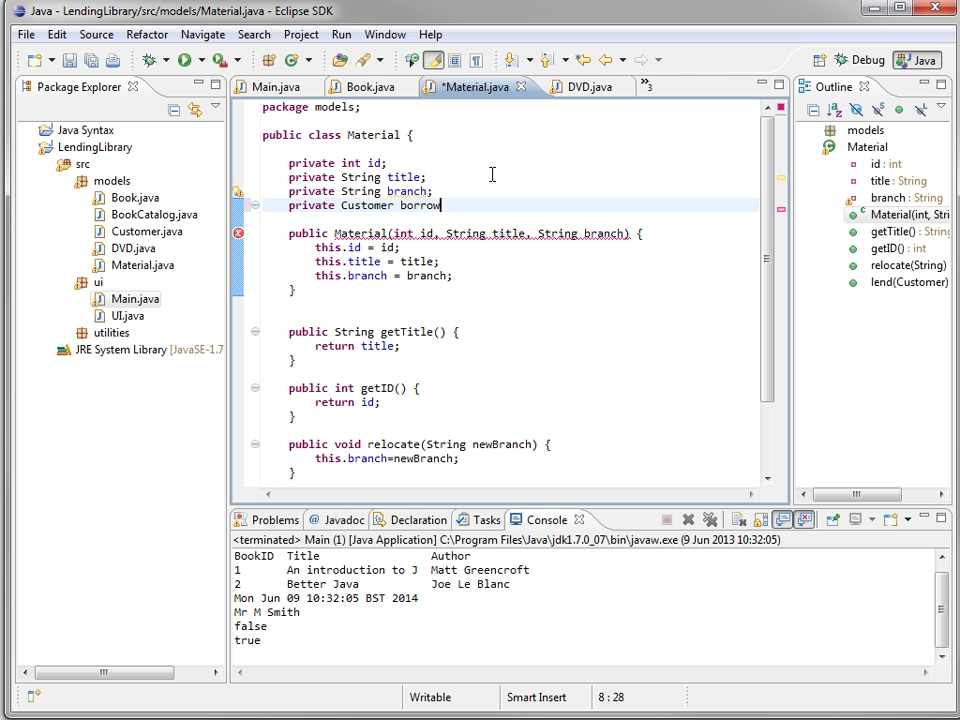 Java - LendingLibrary/src/models/Material.java - Eclipse SDK
File Edit Source Refactor Navigate Search Project Run Window Help
Debug Java
Package Explorer
Java Syntax
LendingLibrary
src
models
Book.java
BookCatalog.java
Customer.java
DVD.java
Material.java
ui
Main.java
UI.java
utilities
JRE System Library [JavaSE-1.7
Main.java Book.java *Material.java DVD.java »3
package models;
public class Material {
private int id;
private String title;
private String branch;
private Customer borrow
public Material(int id, String title, String branch) {
this.id = id;
this.title = title;
this.branch = branch;
}
public String getTitle() {
return title;
}
public int getID() {
return id;
}
public void relocate(String newBranch) {
this.branch=newBranch;
}
Outline
models
Material
id : int
title : String
branch : String
Material(int, Stri
getTitle() : String
getID() : int
relocate(String)
lend(Customer)
Problems Javadoc Declaration Tasks Console
<terminated> Main (1) [Java Application] C:\Program Files\Java\jdk1.7.0_07\bin\javaw.exe (9 Jun 2013 10:32:05)
BookID Title Author
1 An introduction to J Matt Greencroft
2 Better Java Joe Le Blanc
Mon Jun 09 10:32:05 BST 2014
Mr M Smith
false
true
Writable Smart Insert 8 : 28